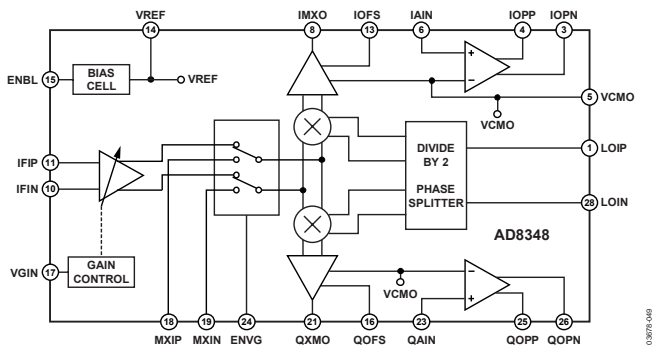 VREF
IMXO
IOFS
IAIN
IOPP
IOPN
14
8
13
6
4
3
ENBL
15
BIAS
CELL
VREF
+
−
5
VCMO
VCMO
IFIP
11
IFIN
10
DIVIDE
BY 2
PHASE
SPLITTER
1
LOIP
28
LOIN
AD8348
VGIN
17
GAIN
CONTROL
VCMO
−
+
18
19
24
21
16
23
25
26
MXIP
MXIN
ENVG
QXMO
QOFS
QAIN
QOPP
QOPN
03678-049